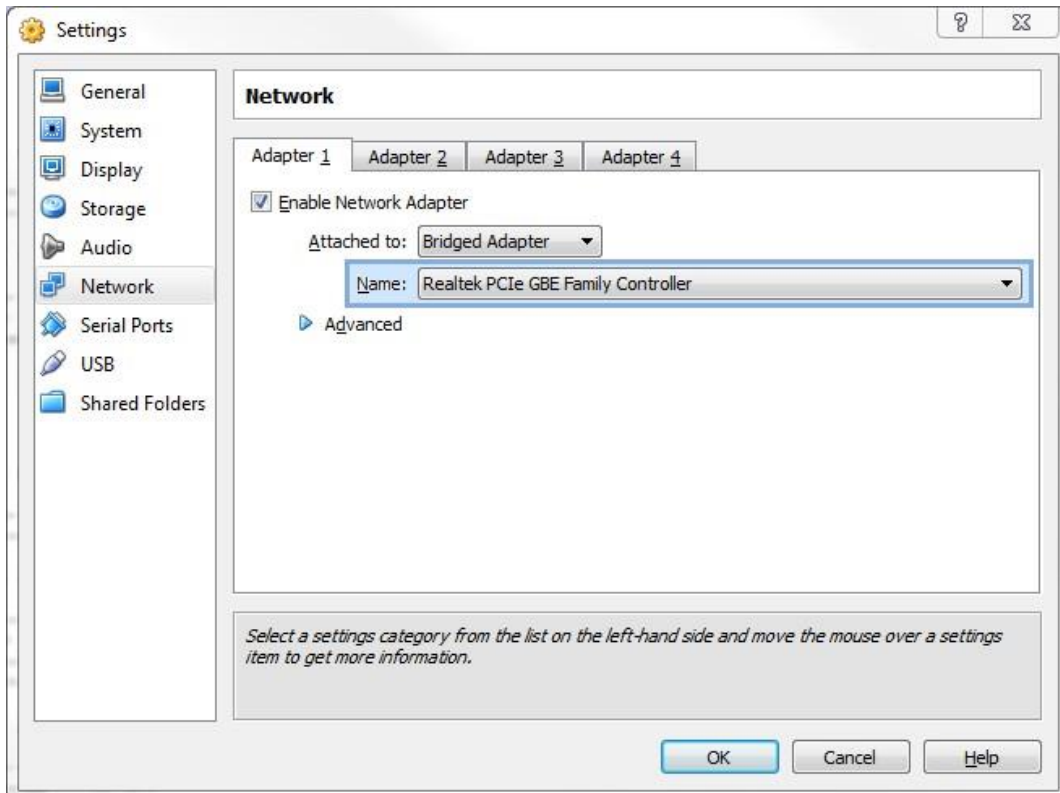 Settings
General
System
Display
Storage
Audio
Network
Serial Ports
USB
Shared Folders
Network
Adapter 1 Adapter 2 Adapter 3 Adapter 4
Enable Network Adapter
Attached to: Bridged Adapter
Name: Realtek PCIe GBE Family Controller
Advanced
Select a settings category from the list on the left-hand side and move the mouse over a settings
item to get more information.
OK Cancel Help